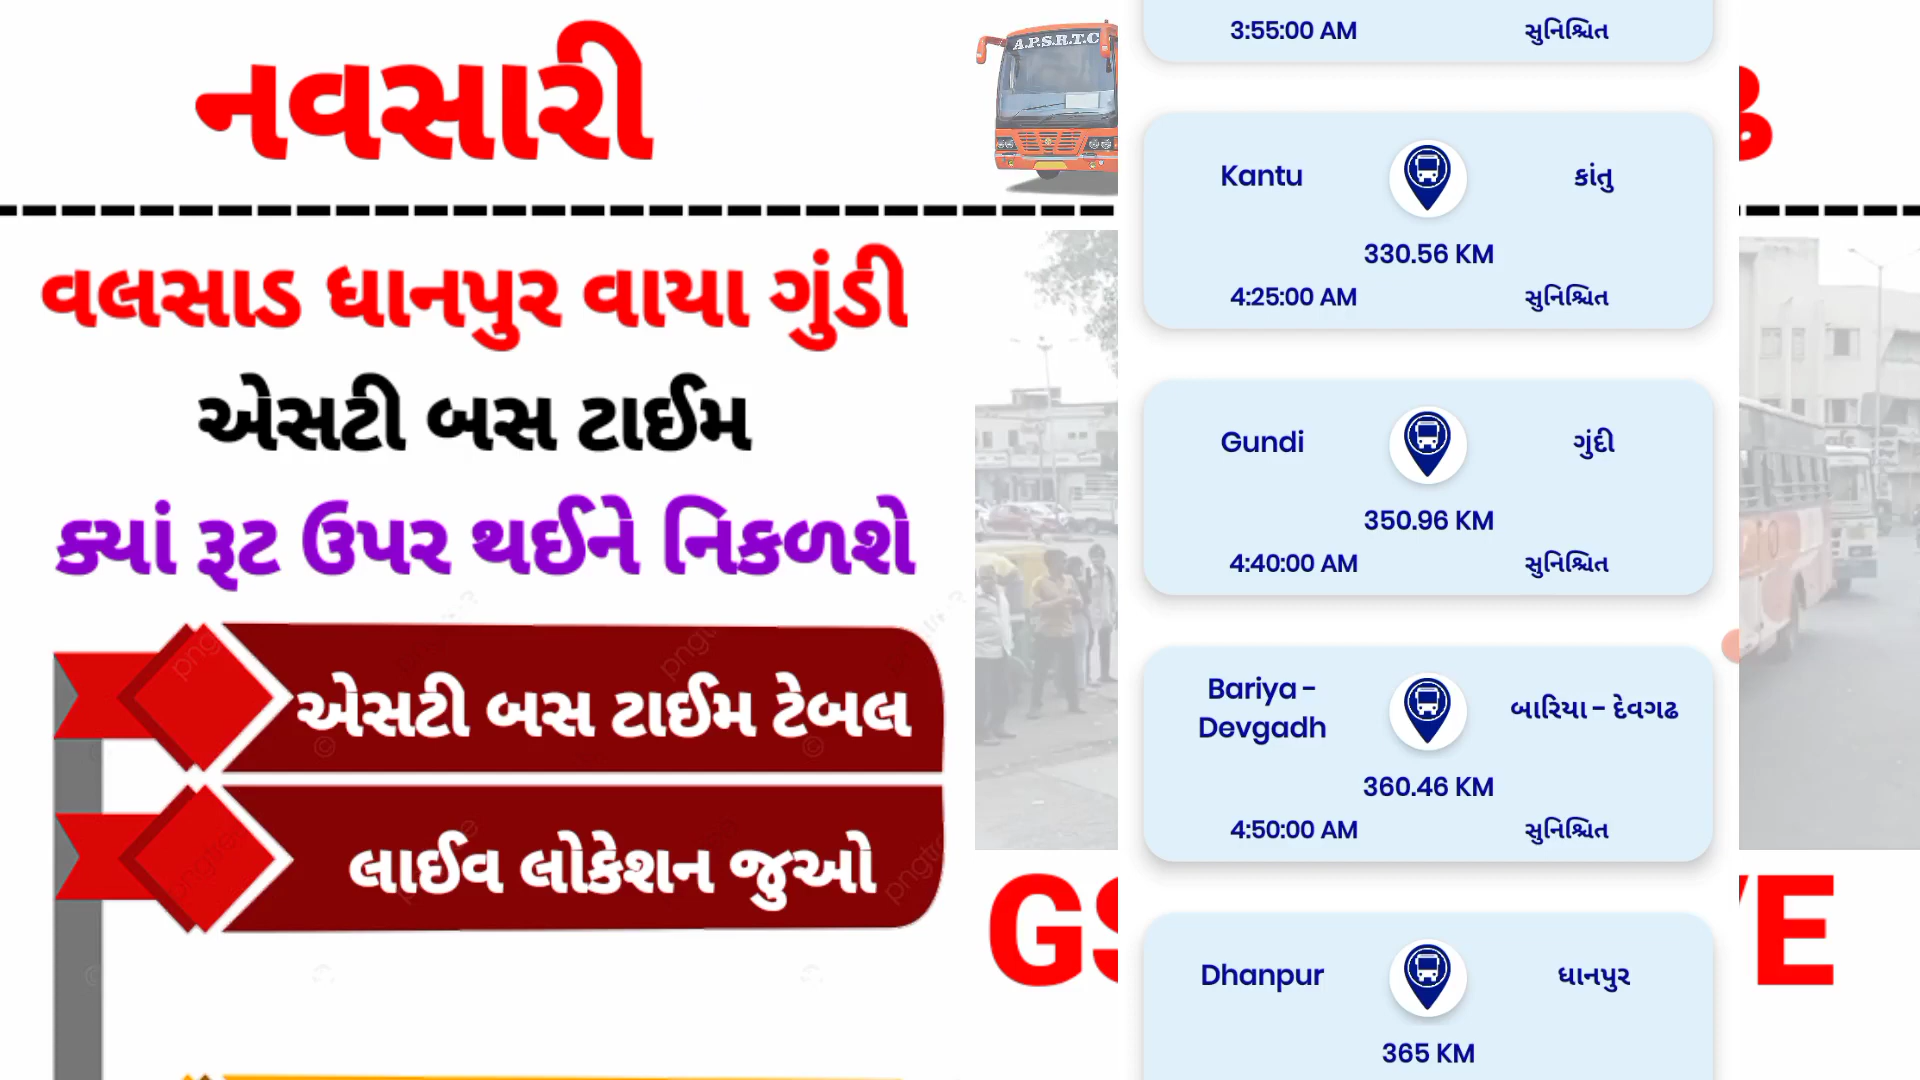 નવસારી
A.P.S.R.T.C
વલસાડ ધાનપુર વાયા ગુંડી
એસટી બસ ટાઈમ
ક્યાં રૂટ ઉપર થઈને નિકળશે
એસટી બસ ટાઈમ ટેબલ
લાઈવ લોકેશન જુઓ
3:55:00 AM સુનિશ્ચિત
Kantu કાંતુ
330.56 KM
4:25:00 AM સુનિશ્ચિત
Gundi ગુંદી
350.96 KM
4:40:00 AM સુનિશ્ચિત
Bariya - Devgadh બારિયા - દેવગઢ
360.46 KM
4:50:00 AM સુનિશ્ચિત
Dhanpur ધાનપુર
365 KM